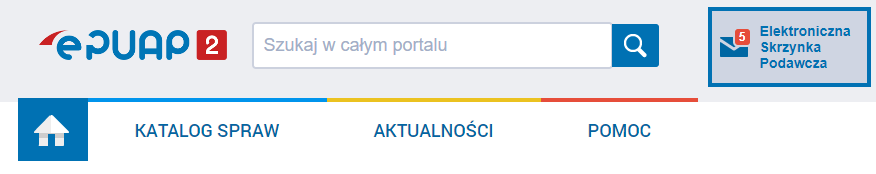 ePUAP 2
Szukaj w całym portalu
5
Elektroniczna
Skrzynka
Podawcza
KATALOG SPRAW
AKTUALNOŚCI
POMOC